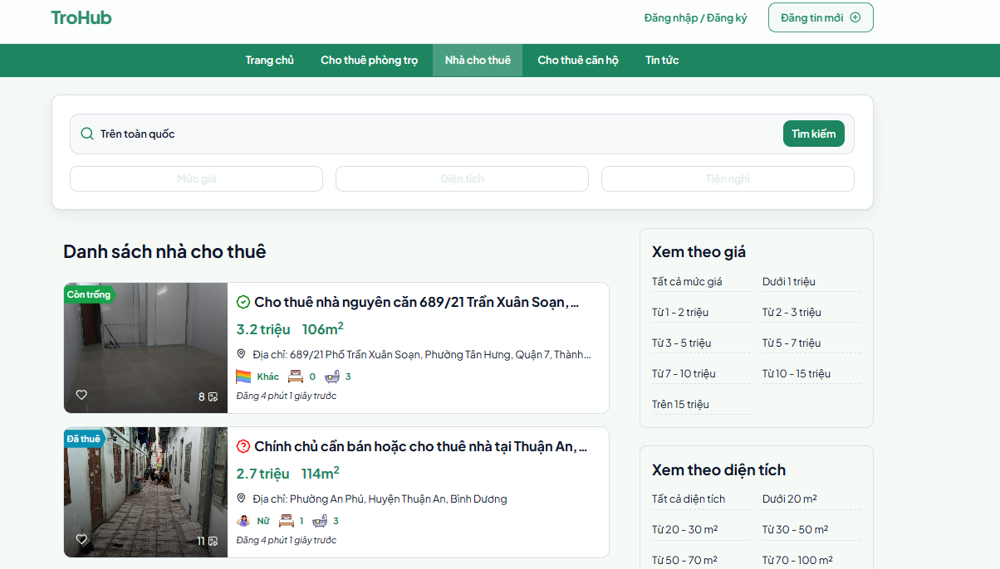 TroHub
Đăng nhập / Đăng ký
Đăng tin mới
Trang chủ
Cho thuê phòng trọ
Nhà cho thuê
Cho thuê căn hộ
Tin tức
Trên toàn quốc
Tìm kiếm
Mức giá
Diện tích
Tiện nghi
Danh sách nhà cho thuê
Còn trống
8
Cho thuê nhà nguyên căn 689/21 Trần Xuân Soạn,...
3.2 triệu 106m²
Địa chỉ: 689/21 Phố Trần Xuân Soạn, Phường Tân Hưng, Quận 7, Thành...
Khác 0 3
Đăng 4 phút 1 giây trước
Đã thuê
11
Chính chủ cần bán hoặc cho thuê nhà tại Thuận An,...
2.7 triệu 114m²
Địa chỉ: Phường An Phú, Huyện Thuận An, Bình Dương
Nữ 1 3
Đăng 4 phút 1 giây trước
Xem theo giá
Tất cả mức giá Dưới 1 triệu
Từ 1 - 2 triệu Từ 2 - 3 triệu
Từ 3 - 5 triệu Từ 5 - 7 triệu
Từ 7 - 10 triệu Từ 10 - 15 triệu
Trên 15 triệu
Xem theo diện tích
Tất cả diện tích Dưới 20 m²
Từ 20 - 30 m² Từ 30 - 50 m²
Từ 50 - 70 m² Từ 70 - 100 m²